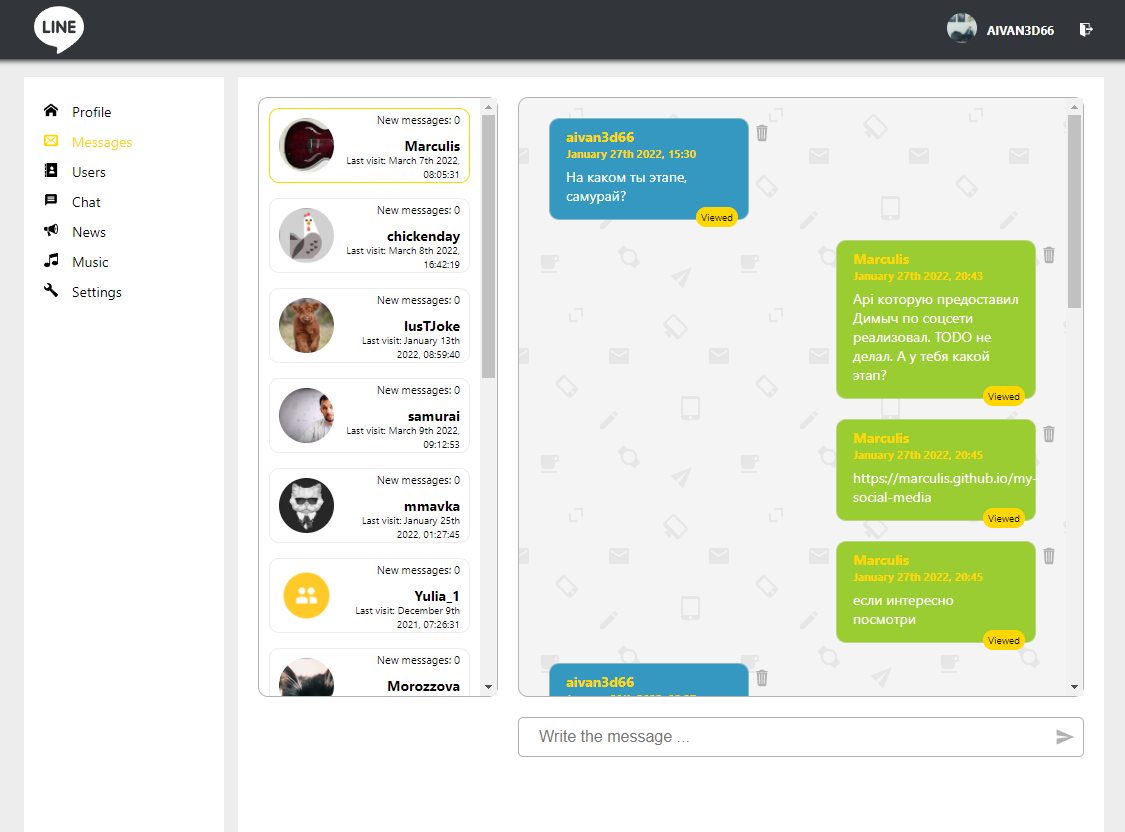 LINE
AIVAN3D66
Profile
Messages
Users
Chat
News
Music
Settings
New messages: 0
Marculis
Last visit: March 7th 2022,
08:05:31
New messages: 0
chickenday
Last visit: March 8th 2022,
16:42:19
New messages: 0
lusTJoke
Last visit: January 13th
2022, 08:59:40
New messages: 0
samurai
Last visit: March 9th 2022,
09:12:53
New messages: 0
mmavka
Last visit: January 25th
2022, 01:27:45
New messages: 0
Yulia_1
Last visit: December 9th
2021, 07:26:31
New messages: 0
Morozzova
aivan3d66
January 27th 2022, 15:30
На каком ты этапе,
самурай?
Viewed
Marculis
January 27th 2022, 20:43
Api которую предоставил
Димыч по соцсети
реализовал. TODO не
делал. А у тебя какой
этап?
Viewed
Marculis
January 27th 2022, 20:45
https://marculis.github.io/my-
social-media
Viewed
Marculis
January 27th 2022, 20:45
если интересно
посмотри
Viewed
aivan3d66
Write the message ...